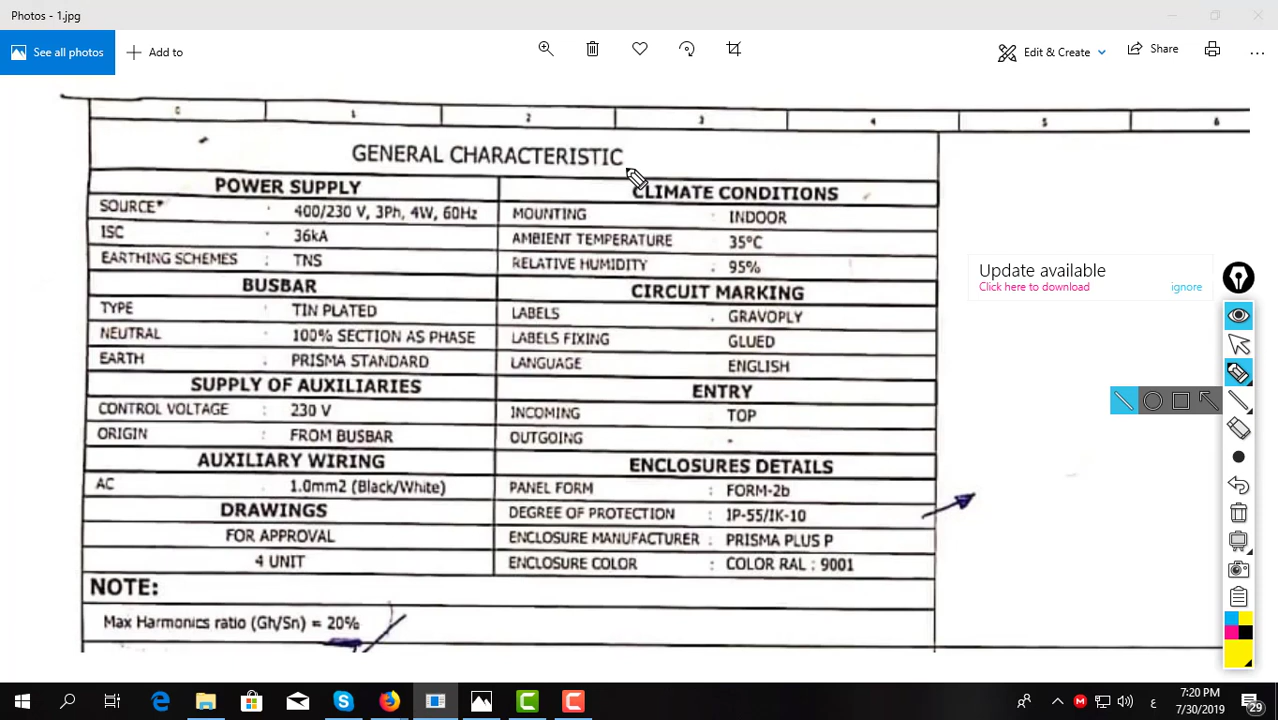 Photos - 1.jpg
See all photos
Add to
Edit & Create
Share
0 1 2 3 4 5 6
GENERAL CHARACTERISTIC
POWER SUPPLY
SOURCE* : 400/230 V, 3Ph, 4W, 60Hz
ISC : 36kA
EARTHING SCHEMES : TNS
BUSBAR
TYPE : TIN PLATED
NEUTRAL : 100% SECTION AS PHASE
EARTH : PRISMA STANDARD
SUPPLY OF AUXILIARIES
CONTROL VOLTAGE : 230 V
ORIGIN : FROM BUSBAR
AUXILIARY WIRING
AC : 1.0mm2 (Black/White)
DRAWINGS
FOR APPROVAL
4 UNIT
CLIMATE CONDITIONS
MOUNTING : INDOOR
AMBIENT TEMPERATURE : 35°C
RELATIVE HUMIDITY : 95%
CIRCUIT MARKING
LABELS : GRAVOPLY
LABELS FIXING GLUED
LANGUAGE ENGLISH
ENTRY
INCOMING : TOP
OUTGOING : -
ENCLOSURES DETAILS
PANEL FORM : FORM-2b
DEGREE OF PROTECTION : IP-55/IK-10
ENCLOSURE MANUFACTURER : PRISMA PLUS P
ENCLOSURE COLOR : COLOR RAL : 9001
NOTE:
Max Harmonics ratio (Gh/Sn) = 20%
Update available
Click here to download ignore
ع
7:20 PM
7/30/2019
29